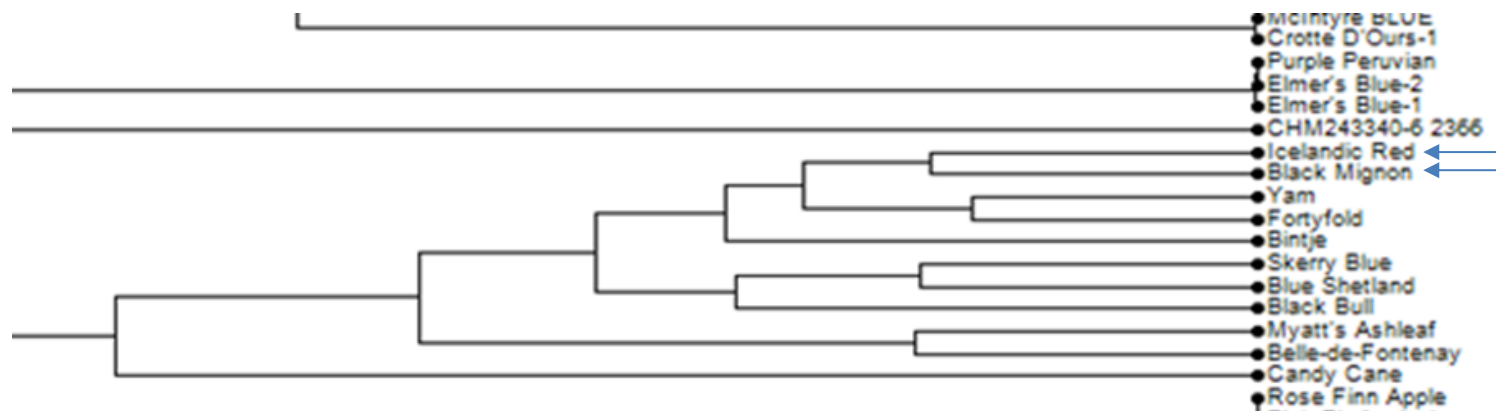 McIntyre BLUE
Crotte D'Ours-1
Purple Peruvian
Elmer's Blue-2
Elmer's Blue-1
CHM243340-6 2366
Icelandic Red
Black Mignon
Yam
Fortyfold
Bintje
Skerry Blue
Blue Shetland
Black Bull
Myatt's Ashleaf
Belle-de-Fontenay
Candy Cane
Rose Finn Apple